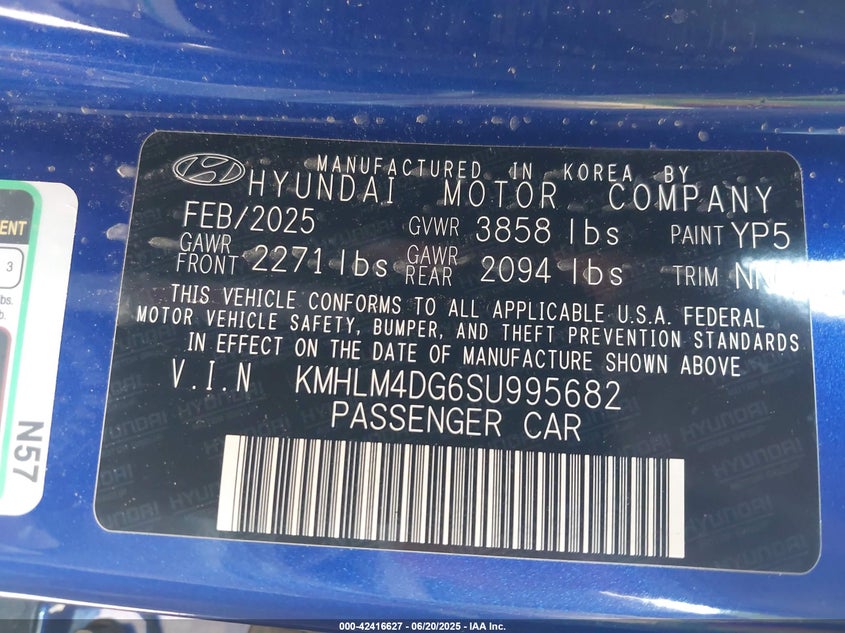 MANUFACTURED IN KOREA BY
HYUNDAI MOTOR COMPANY
FEB/2025 GVWR 3858 lbs PAINT YP5
GAWR FRONT 2271 lbs GAWR REAR 2094 lbs TRIM
THIS VEHICLE CONFORMS TO ALL APPLICABLE U.S.A. FEDERAL
MOTOR VEHICLE SAFETY, BUMPER, AND THEFT PREVENTION STANDARDS
IN EFFECT ON THE DATE OF MANUFACTURE SHOWN ABOVE
V.I.N KMHLM4DG6SU995682
PASSENGER CAR
3
N57
000-42416627 - 06/20/2025 - IAA Inc.